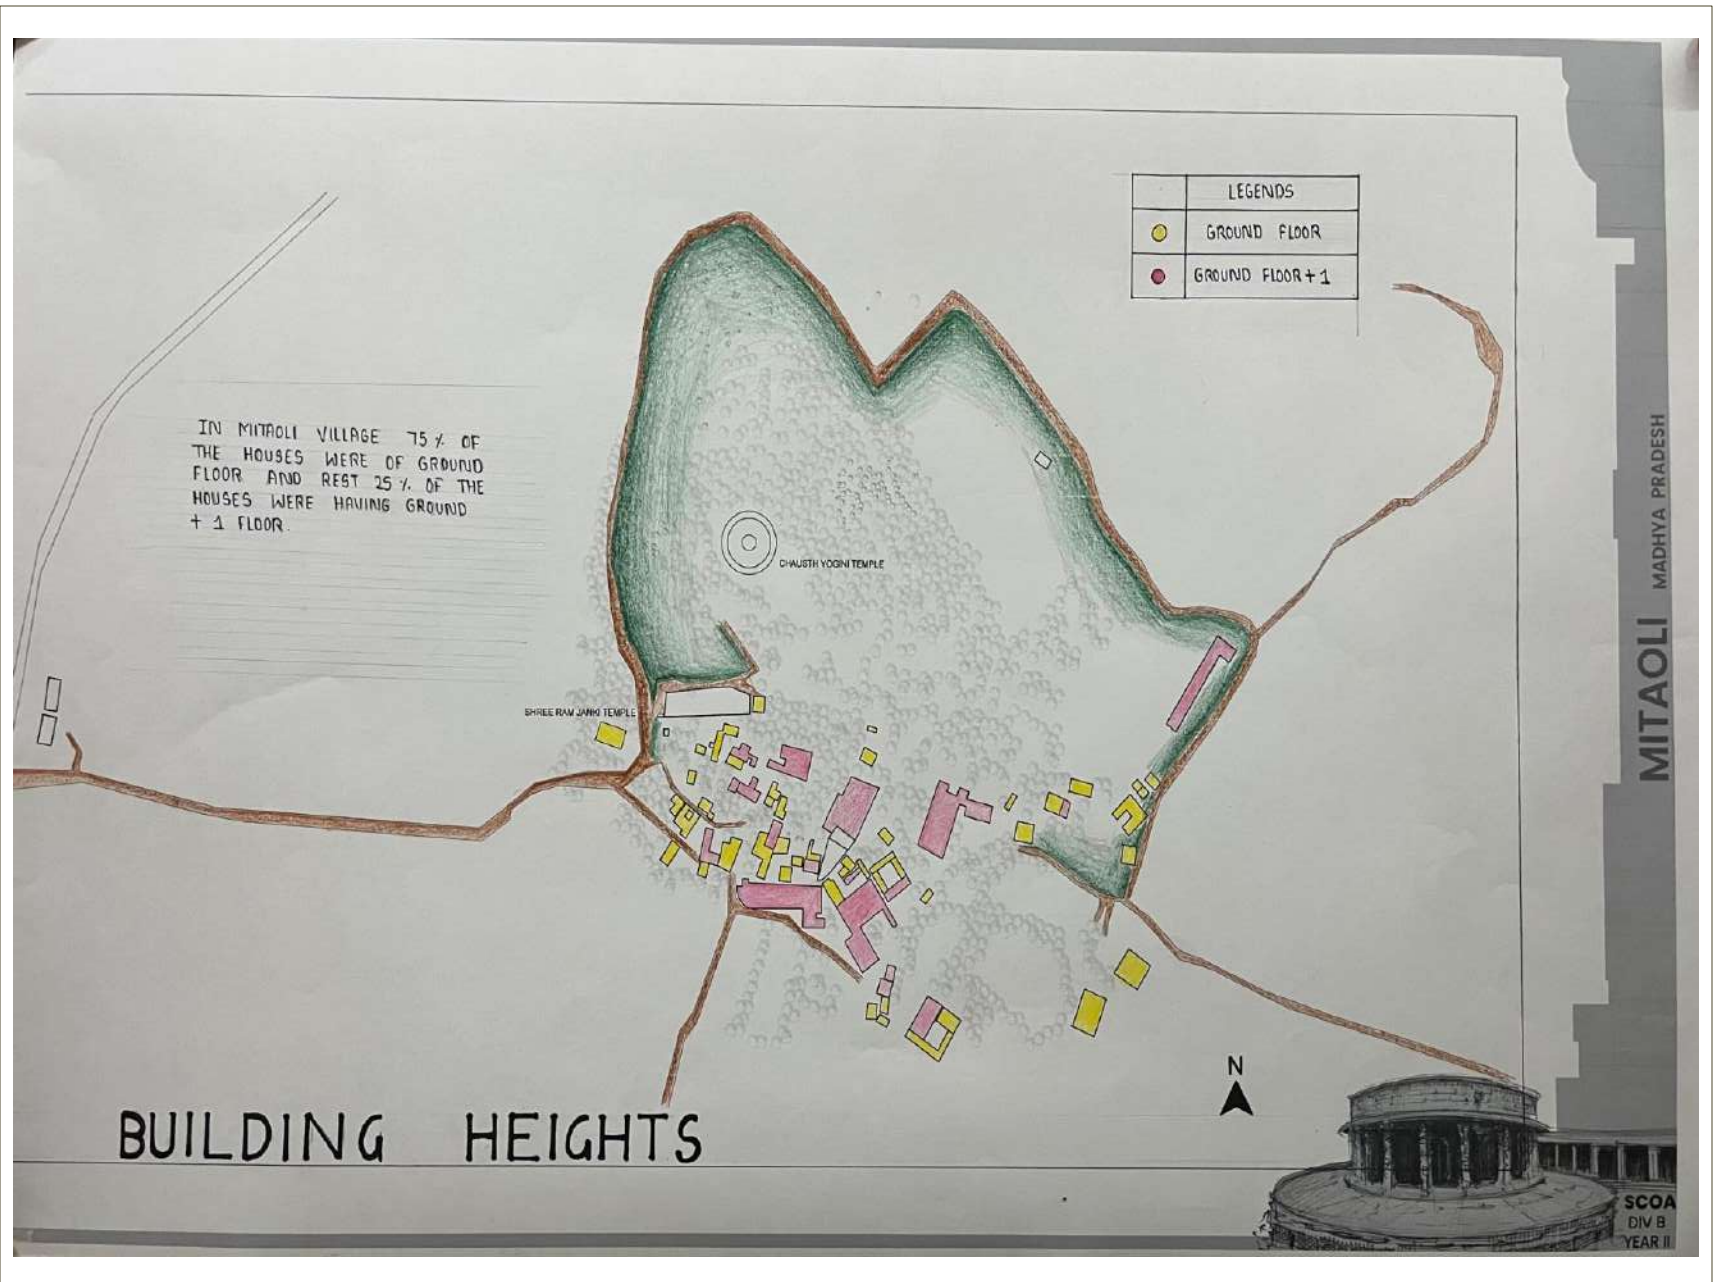 LEGENDS
GROUND FLOOR
GROUND FLOOR + 1
IN MITAOLI VILLAGE 75 % OF
THE HOUSES WERE OF GROUND
FLOOR AND REST 25 % OF THE
HOUSES WERE HAVING GROUND
+ 1 FLOOR.
CHAUSTH YOGINI TEMPLE
SHREE RAM JANKI TEMPLE
MITAOLI MADHYA PRADESH
N
BUILDING HEIGHTS
SCOA
DIV B
YEAR II